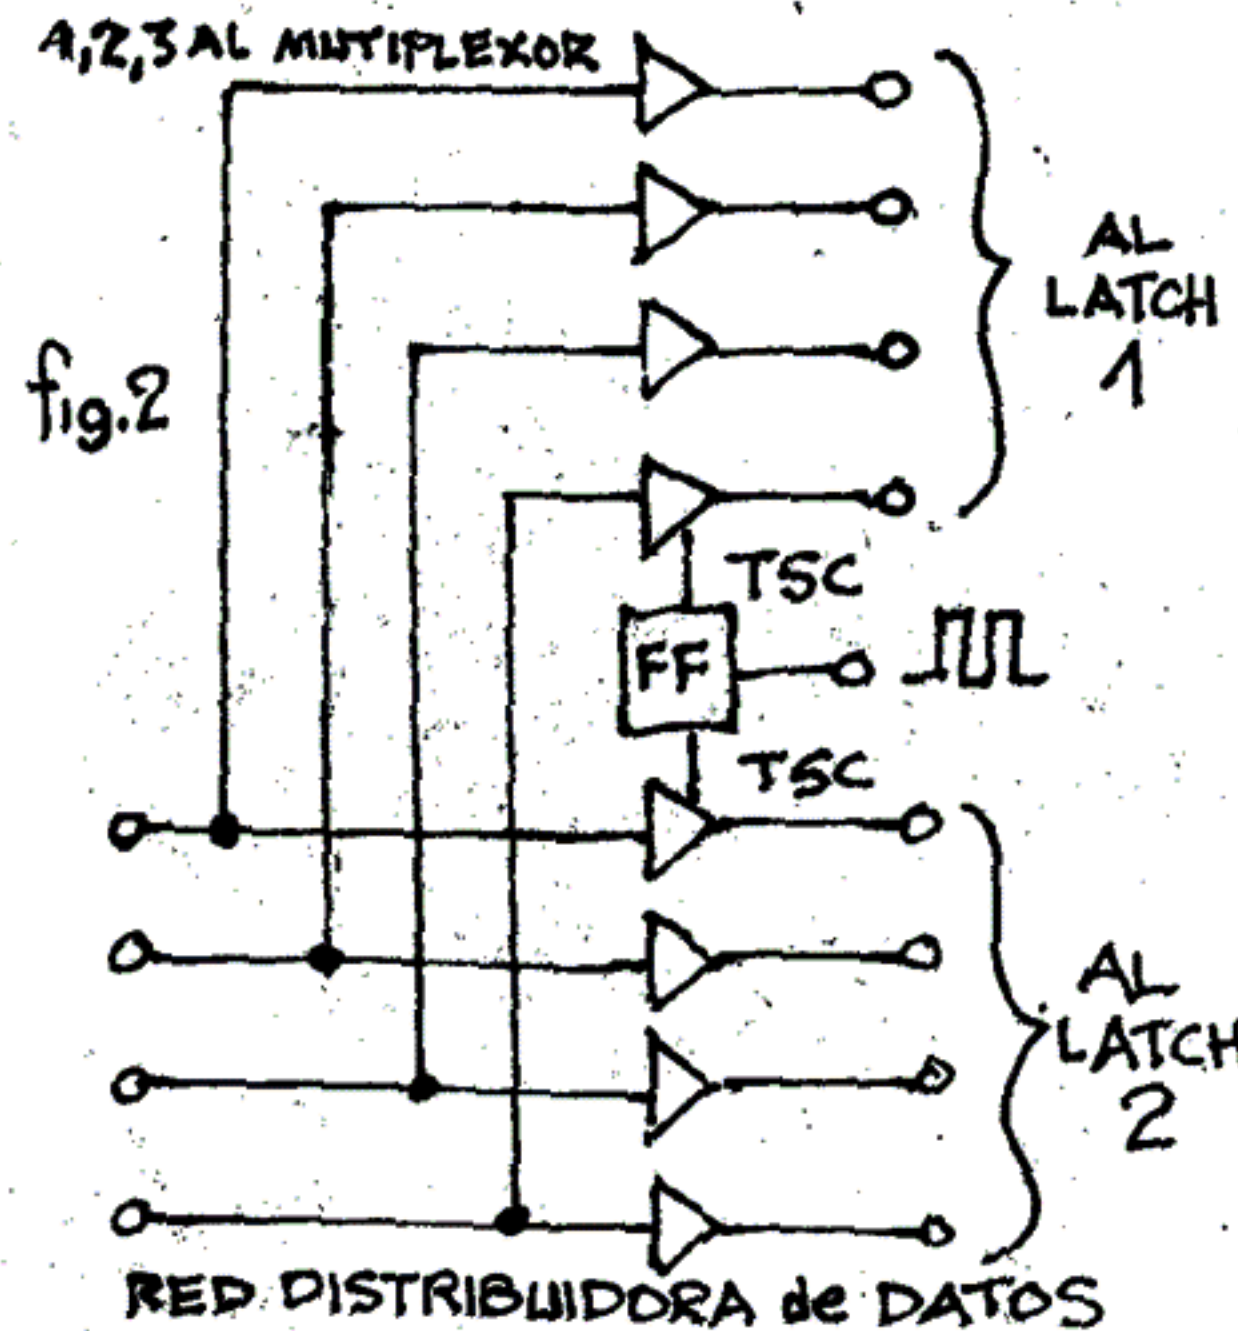 1,2,3 AL MUTIPLEXOR
AL
LATCH
1
fig.2
TSC
FF
TSC
AL
LATCH
2
RED DISTRIBUIDORA de DATOS